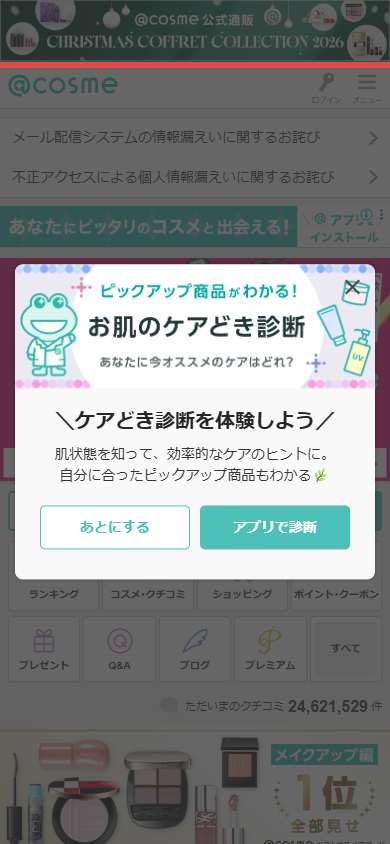 @cosme 公式通販
CHRISTMAS COFFRET COLLECTION 2026
@cosme
ログイン
メニュー
メール配信システムの情報漏えいに関するお詫び
不正アクセスによる個人情報漏えいに関するお詫び
あなたにピッタリのコスメと出会える!
@ アプリ
インストール
ピックアップ商品がわかる!
お肌のケアどき診断
あなたに今オススメのケアはどれ?
UV
＼ケアどき診断を体験しよう／
肌状態を知って、効率的なケアのヒントに。
自分に合ったピックアップ商品もわかる🌿
あとにする
アプリで診断
ランキング
コスメ･クチコミ
ショッピング
ポイント･クーポン
プレゼント
Q&A
ブログ
プレミアム
すべて
ただいまのクチコミ 24,621,529 件
メイクアップ編
1位
全部見せ